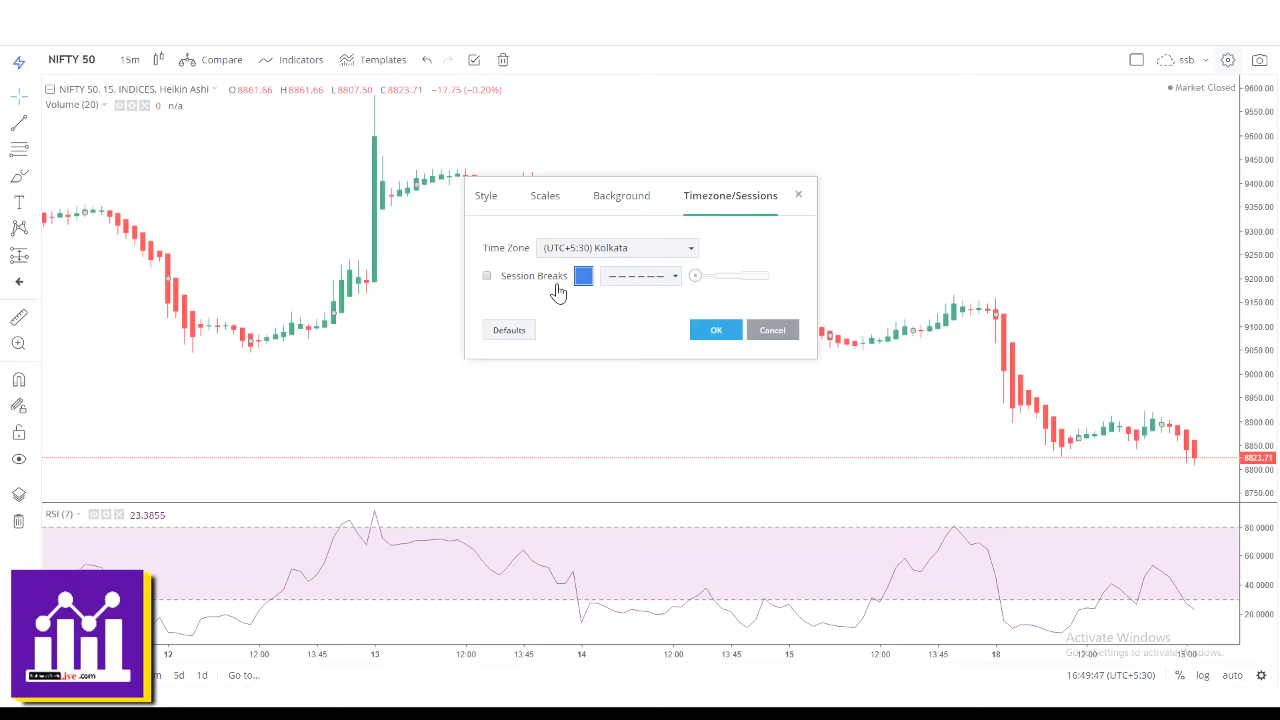 NIFTY 50 15m Compare Indicators Templates ssb
NIFTY 50, 15, INDICES, Heikin Ashi O8861.66 H8861.66 L8807.50 C8823.71 −17.75 (−0.20%)
Market Closed
Volume (20) 0 n/a
9600.00
9550.00
9500.00
9450.00
9400.00
9350.00
9300.00
9250.00
9200.00
9150.00
9100.00
9050.00
9000.00
8950.00
8900.00
8850.00
8823.71
8800.00
8750.00
Style Scales Background Timezone/Sessions
Time Zone (UTC+5:30) Kolkata
Session Breaks
Defaults OK Cancel
RSI (7) 23.3855
80.0000
60.0000
40.0000
20.0000
Activate Windows
Go to Settings to activate Windows.
12 12:00 13:45 13 12:00 13:45 14 12:00 13:45 15 12:00 13:45 18 12:00 15:00
5d 1d Go to... 16:49:47 (UTC+5:30) % log auto
Live.com